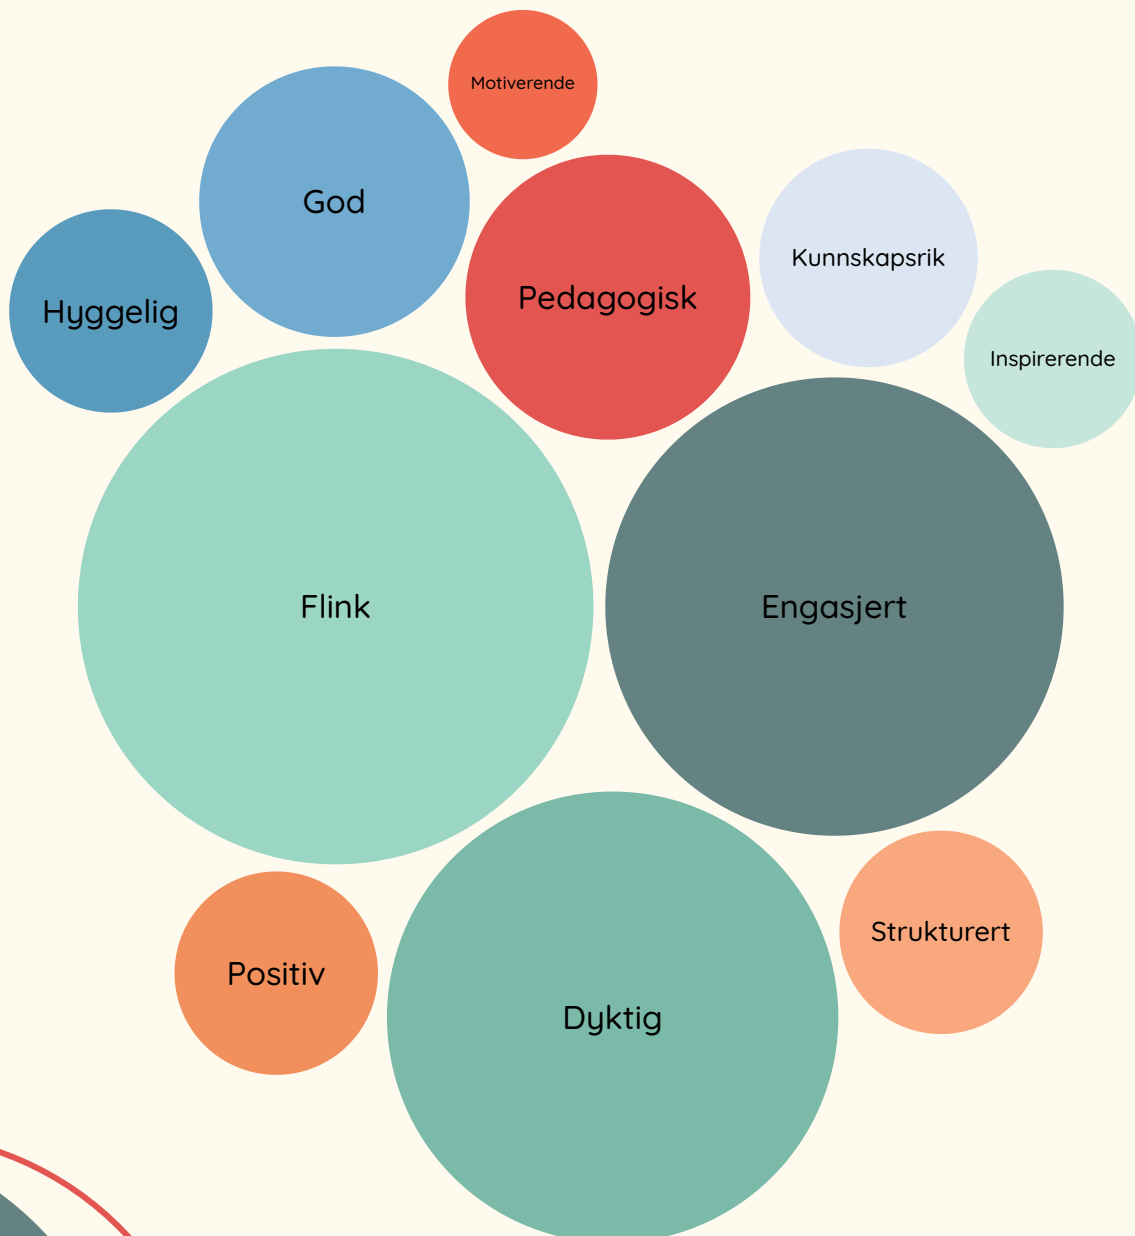 Motiverende
God
Kunnskapsrik
Pedagogisk
Hyggelig
Inspirerende
Flink
Engasjert
Strukturert
Positiv
Dyktig